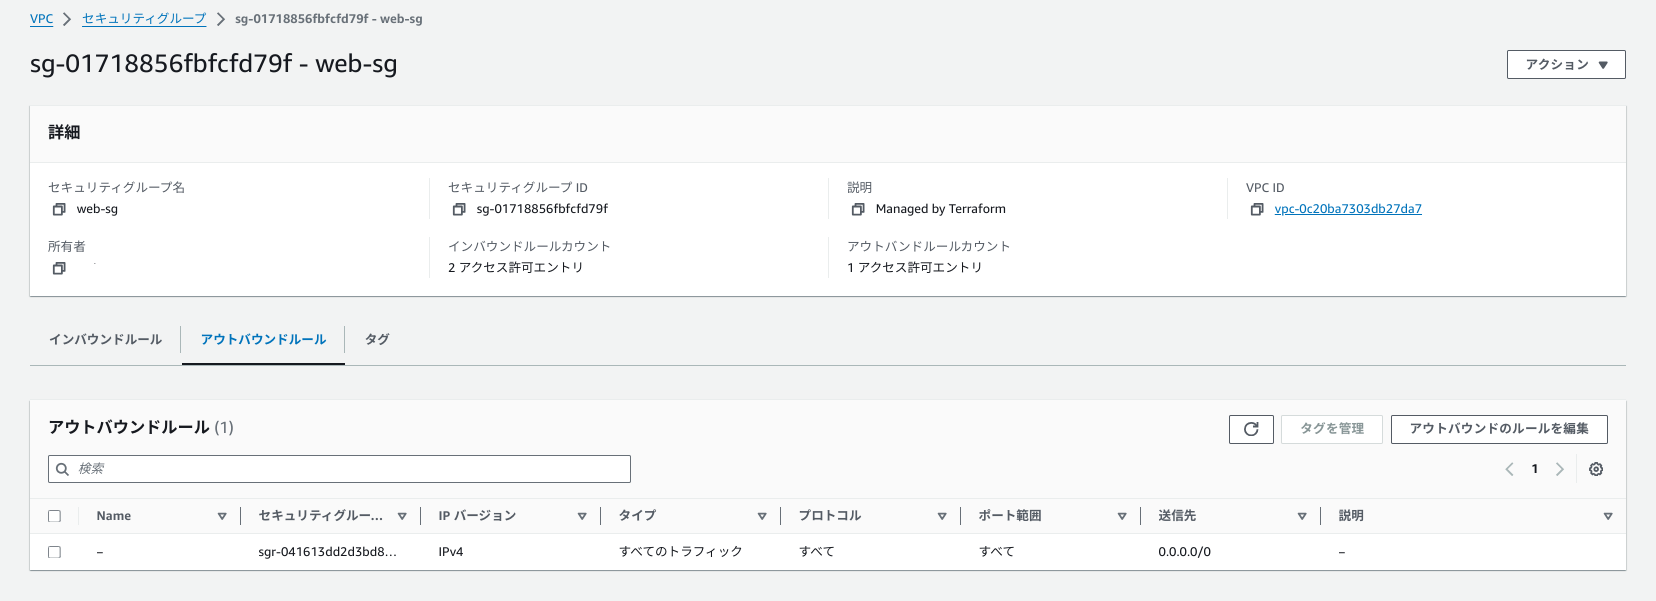 VPC > セキュリティグループ > sg-01718856fbfcfd79f - web-sg
sg-01718856fbfcfd79f - web-sg
アクション ▼
詳細
セキュリティグループ名
web-sg
セキュリティグループ ID
sg-01718856fbfcfd79f
説明
Managed by Terraform
VPC ID
vpc-0c20ba7303db27da7
所有者
インバウンドルールカウント
2 アクセス許可エントリ
アウトバンドルールカウント
1 アクセス許可エントリ
インバウンドルール アウトバウンドルール タグ
アウトバウンドルール (1)
タグを管理 アウトバウンドのルールを編集
検索
1
Name セキュリティグルー... IP バージョン タイプ プロトコル ポート範囲 送信先 説明
– sgr-041613dd2d3bd8... IPv4 すべてのトラフィック すべて すべて 0.0.0.0/0 –